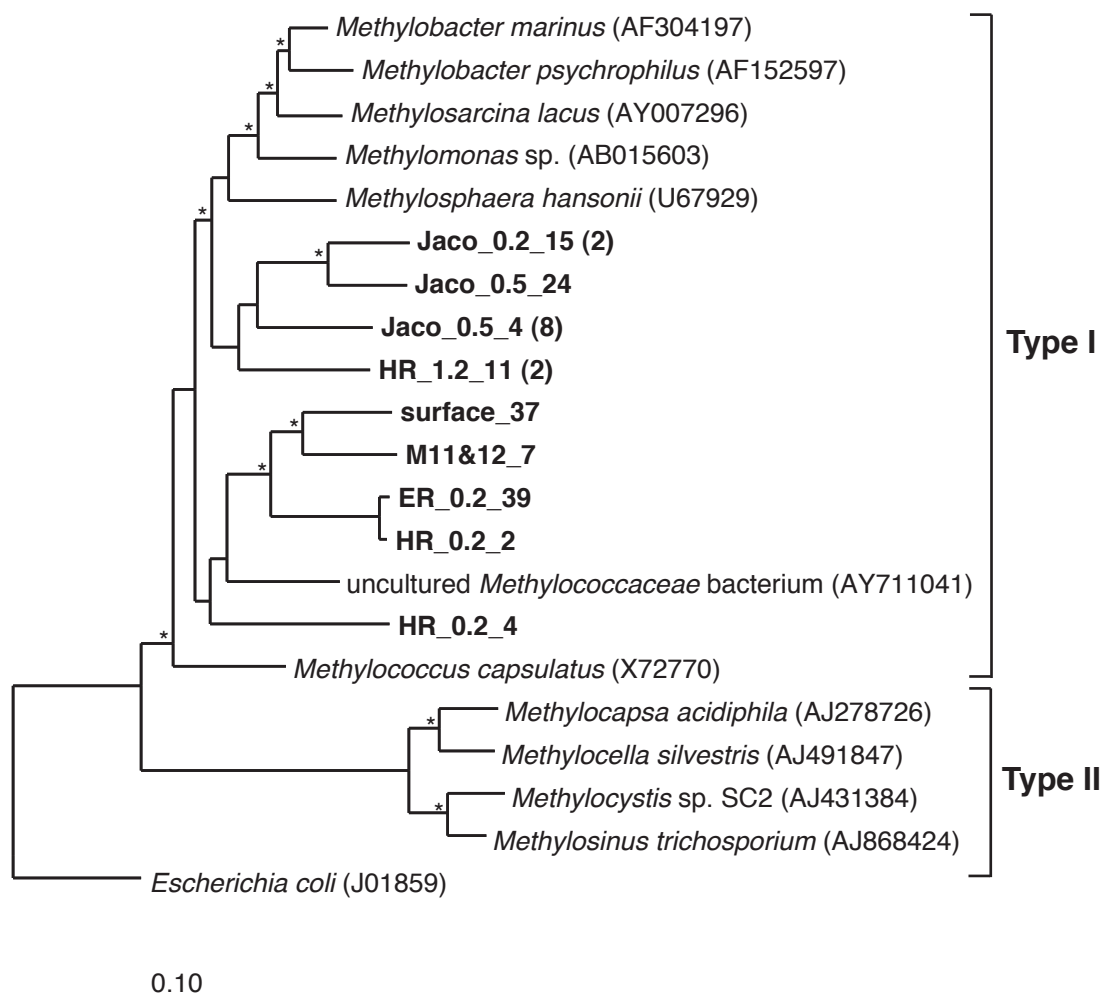 Methylobacter marinus (AF304197)
Methylobacter psychrophilus (AF152597)
Methylosarcina lacus (AY007296)
Methylomonas sp. (AB015603)
Methylosphaera hansonii (U67929)
Jaco_0.2_15 (2)
Jaco_0.5_24
Jaco_0.5_4 (8)
HR_1.2_11 (2)
surface_37
M11&12_7
ER_0.2_39
HR_0.2_2
uncultured Methylococcaceae bacterium (AY711041)
HR_0.2_4
Methylococcus capsulatus (X72770)
Type I
Methylocapsa acidiphila (AJ278726)
Methylocella silvestris (AJ491847)
Methylocystis sp. SC2 (AJ431384)
Methylosinus trichosporium (AJ868424)
Type II
Escherichia coli (J01859)
0.10